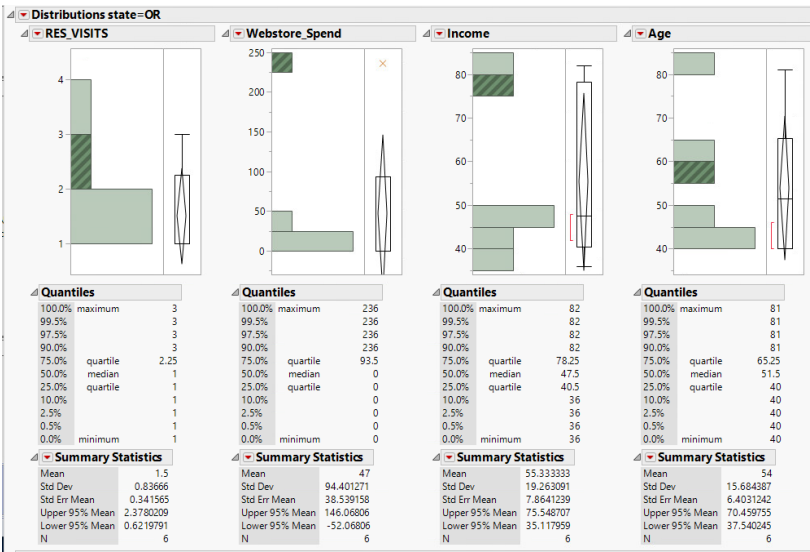 Distributions state=OR
RES_VISITS
4
3
2
1
Quantiles
100.0% maximum 3
99.5% 3
97.5% 3
90.0% 3
75.0% quartile 2.25
50.0% median 1
25.0% quartile 1
10.0% 1
2.5% 1
0.5% 1
0.0% minimum 1
Summary Statistics
Mean 1.5
Std Dev 0.83666
Std Err Mean 0.341565
Upper 95% Mean 2.3780209
Lower 95% Mean 0.6219791
N 6
Webstore_Spend
250
200
150
100
50
0
Quantiles
100.0% maximum 236
99.5% 236
97.5% 236
90.0% 236
75.0% quartile 93.5
50.0% median 0
25.0% quartile 0
10.0% 0
2.5% 0
0.5% 0
0.0% minimum 0
Summary Statistics
Mean 47
Std Dev 94.401271
Std Err Mean 38.539158
Upper 95% Mean 146.06806
Lower 95% Mean -52.06806
N 6
Income
80
70
60
50
40
Quantiles
100.0% maximum 82
99.5% 82
97.5% 82
90.0% 82
75.0% quartile 78.25
50.0% median 47.5
25.0% quartile 40.5
10.0% 36
2.5% 36
0.5% 36
0.0% minimum 36
Summary Statistics
Mean 55.333333
Std Dev 19.263091
Std Err Mean 7.8641239
Upper 95% Mean 75.548707
Lower 95% Mean 35.117959
N 6
Age
80
70
60
50
40
Quantiles
100.0% maximum 81
99.5% 81
97.5% 81
90.0% 81
75.0% quartile 65.25
50.0% median 51.5
25.0% quartile 40
10.0% 40
2.5% 40
0.5% 40
0.0% minimum 40
Summary Statistics
Mean 54
Std Dev 15.684387
Std Err Mean 6.4031242
Upper 95% Mean 70.459755
Lower 95% Mean 37.540245
N 6